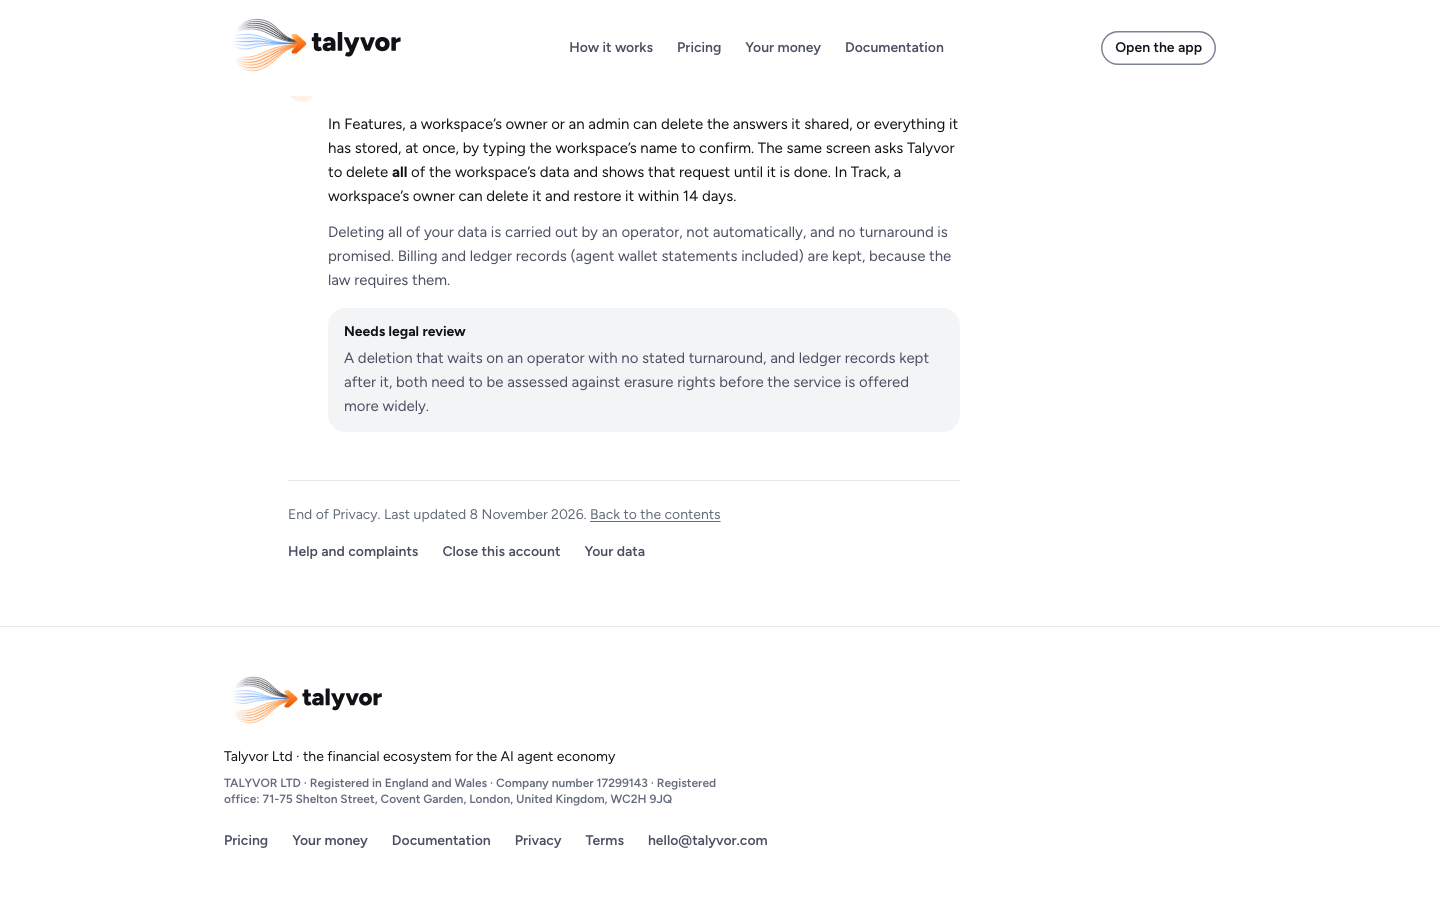 talyvor
How it works
Pricing
Your money
Documentation
Open the app
In Features, a workspace’s owner or an admin can delete the answers it shared, or everything it
has stored, at once, by typing the workspace’s name to confirm. The same screen asks Talyvor
to delete all of the workspace’s data and shows that request until it is done. In Track, a
workspace’s owner can delete it and restore it within 14 days.
Deleting all of your data is carried out by an operator, not automatically, and no turnaround is
promised. Billing and ledger records (agent wallet statements included) are kept, because the
law requires them.
Needs legal review
A deletion that waits on an operator with no stated turnaround, and ledger records kept
after it, both need to be assessed against erasure rights before the service is offered
more widely.
End of Privacy. Last updated 8 November 2026. Back to the contents
Help and complaints
Close this account
Your data
talyvor
Talyvor Ltd · the financial ecosystem for the AI agent economy
TALYVOR LTD · Registered in England and Wales · Company number 17299143 · Registered
office: 71-75 Shelton Street, Covent Garden, London, United Kingdom, WC2H 9JQ
Pricing
Your money
Documentation
Privacy
Terms
hello@talyvor.com